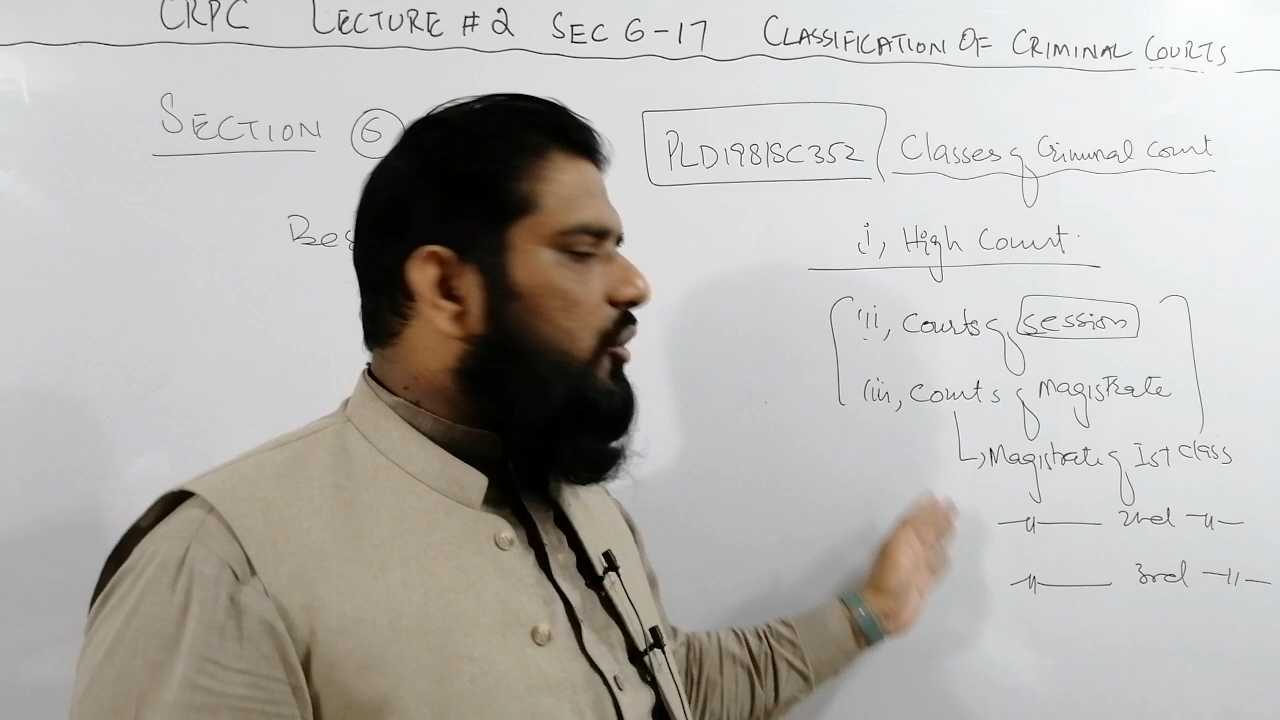 CRPC LECTURE # 2 SEC 6-17 CLASSIFICATION OF CRIMINAL COURTS
SECTION 6
PLD1981SC352 Classes of Criminal Court
i, High Court.
ii, Courts of session
iii, Courts of Magistrate
Magistrate of Ist class
—"— 2nd —"—
—"— 3rd —"—